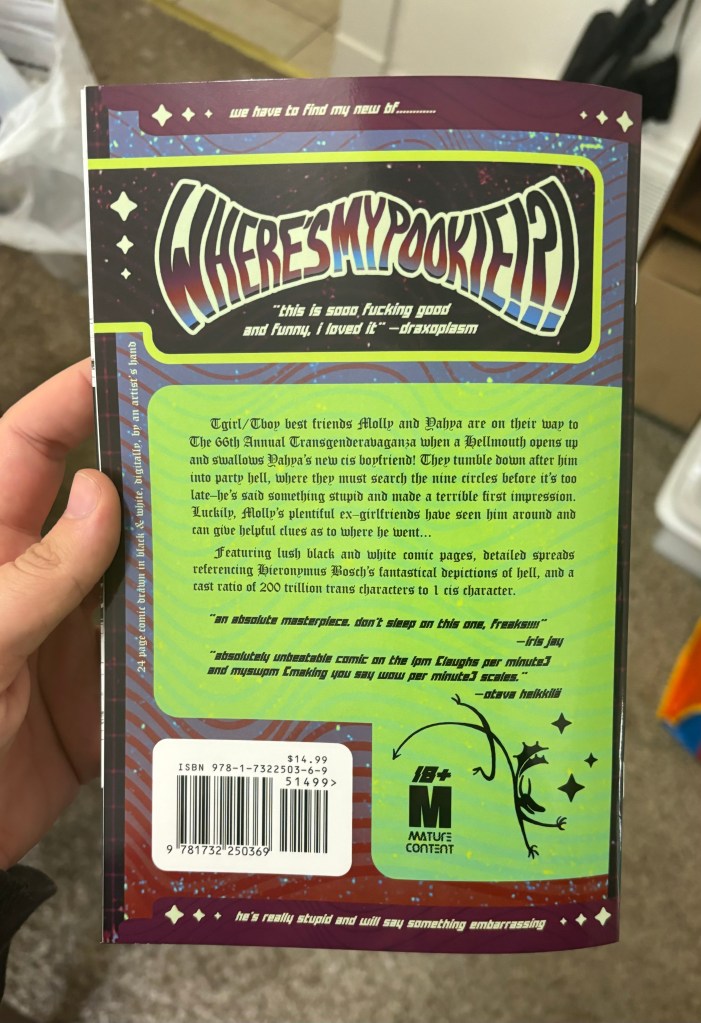 we have to find my new bf............
WHERE'S MY POOKIE!?!
"this is sooo fucking good
and funny, i loved it" —draxoplasm
24 page comic drawn in black & white, digitally, by an artist's hand
Tgirl/Tboy best friends Molly and Yahya are on their way to
The 66th Annual Transgenderavaganza when a Hellmouth opens up
and swallows Yahya's new cis boyfriend! They tumble down after him
into party hell, where they must search the nine circles before it's too
late—he's said something stupid and made a terrible first impression.
Luckily, Molly's plentiful ex-girlfriends have seen him around and
can give helpful clues as to where he went...
Featuring lush black and white comic pages, detailed spreads
referencing Hieronymus Bosch's fantastical depictions of hell, and a
cast ratio of 200 trillion trans characters to 1 cis character.
"an absolute masterpiece. don't sleep on this one, freaks!!!!"
—iris jay
"absolutely unbeatable comic on the lpm [laughs per minute]
and myswpm [making you say wow per minute] scales."
—otava heikkilä
$14.99
ISBN 978-1-7322503-6-9
51499>
9 781732 250369
18+
M
MATURE
CONTENT
he's really stupid and will say something embarrassing